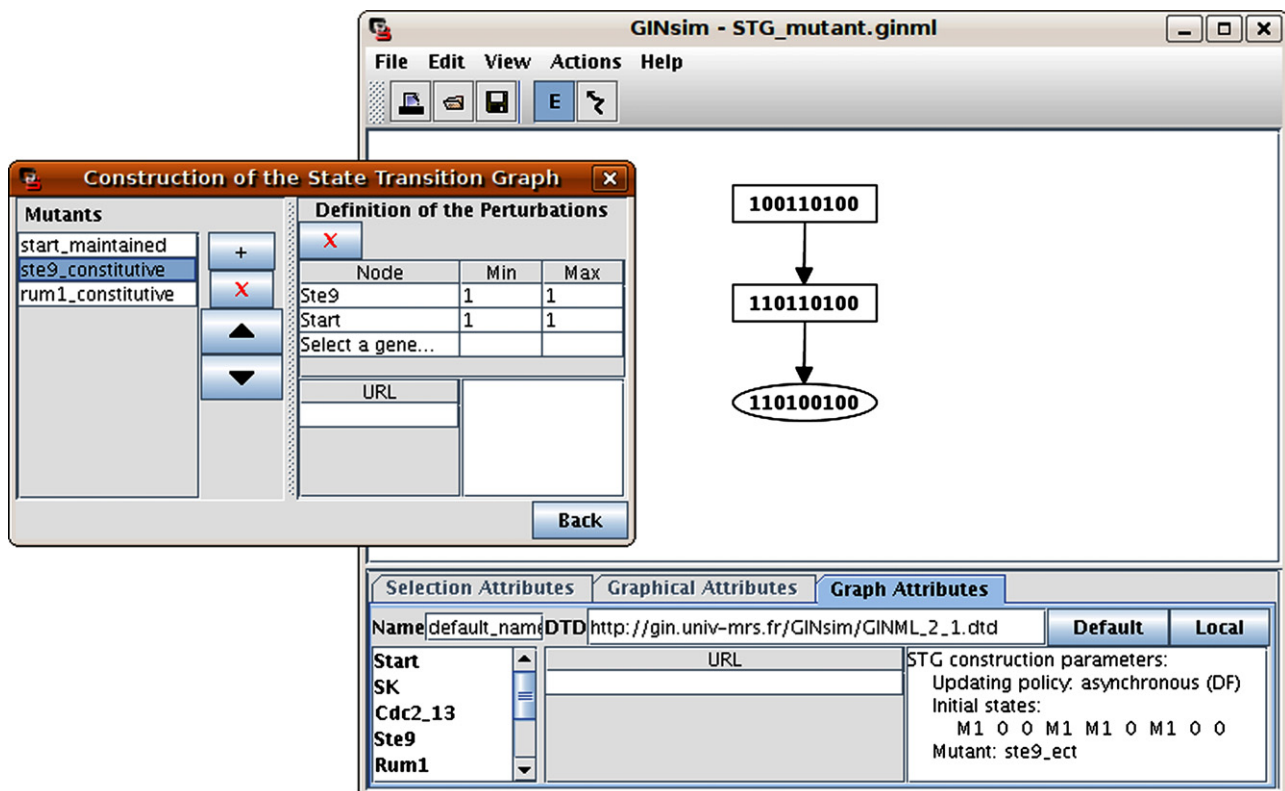 GINsim - STG_mutant.ginml
File Edit View Actions Help
E
Construction of the State Transition Graph
Mutants
start_maintained
ste9_constitutive
rum1_constitutive
+
X
Definition of the Perturbations
X
Node Min Max
Ste9 1 1
Start 1 1
Select a gene...
URL
Back
100110100
110110100
110100100
Selection Attributes Graphical Attributes Graph Attributes
Name default_name DTD http://gin.univ-mrs.fr/GINsim/GINML_2_1.dtd Default Local
Start
SK
Cdc2_13
Ste9
Rum1
URL
STG construction parameters:
Updating policy: asynchronous (DF)
Initial states:
M1 0 0 M1 M1 0 M1 0 0
Mutant: ste9_ect